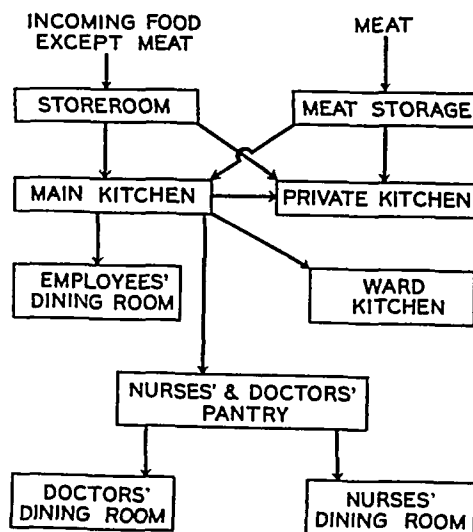 INCOMING FOOD
EXCEPT MEAT
MEAT
STOREROOM
MEAT STORAGE
MAIN KITCHEN
PRIVATE KITCHEN
EMPLOYEES'
DINING ROOM
WARD
KITCHEN
NURSES' & DOCTORS'
PANTRY
DOCTORS'
DINING ROOM
NURSES'
DINING ROOM